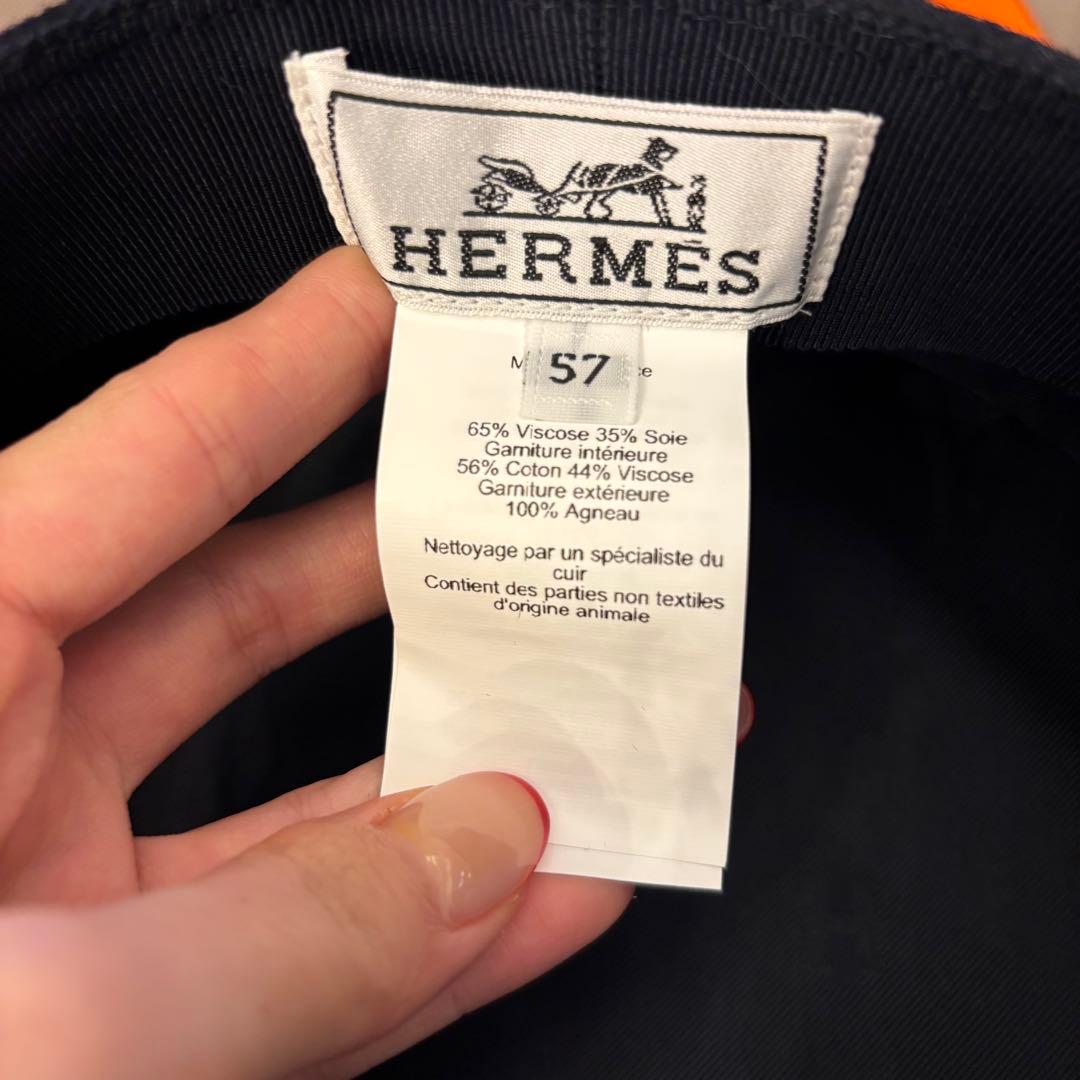 HERMÈS
57
65% Viscose 35% Soie
Garniture intérieure
56% Coton 44% Viscose
Garniture extérieure
100% Agneau
Nettoyage par un spécialiste du
cuir
Contient des parties non textiles
d'origine animale